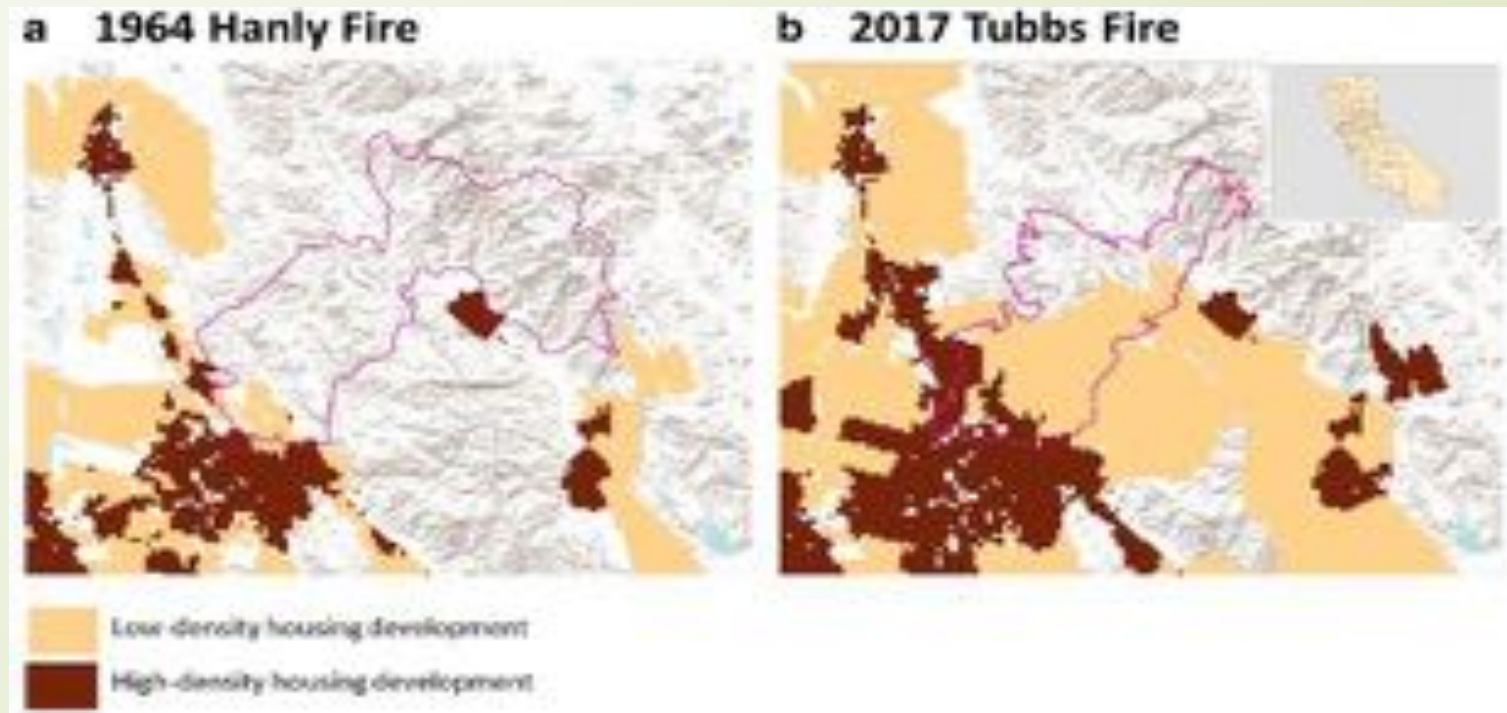 a 1964 Hanly Fire
b 2017 Tubbs Fire
Low-density housing development
High-density housing development